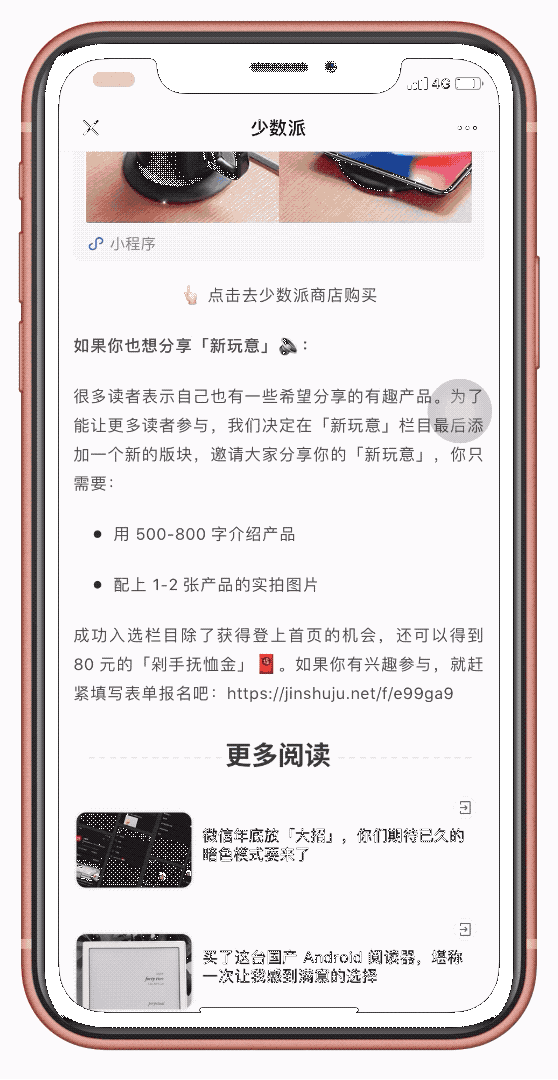 4G
少数派
小程序
点击去少数派商店购买
如果你也想分享「新玩意」🔊：
很多读者表示自己也有一些希望分享的有趣产品。为了
能让更多读者参与，我们决定在「新玩意」栏目最后添
加一个新的版块，邀请大家分享你的「新玩意」，你只
需要：
• 用 500-800 字介绍产品
• 配上 1-2 张产品的实拍图片
成功入选栏目除了获得登上首页的机会，还可以得到
80 元的「剁手抚恤金」🧧。如果你有兴趣参与，就赶
紧填写表单报名吧：https://jinshuju.net/f/e99ga9
更多阅读
微信年底放「大招」，你们期待已久的
暗色模式要来了
买了这台国产 Android 阅读器，堪称
一次让我感到满意的选择